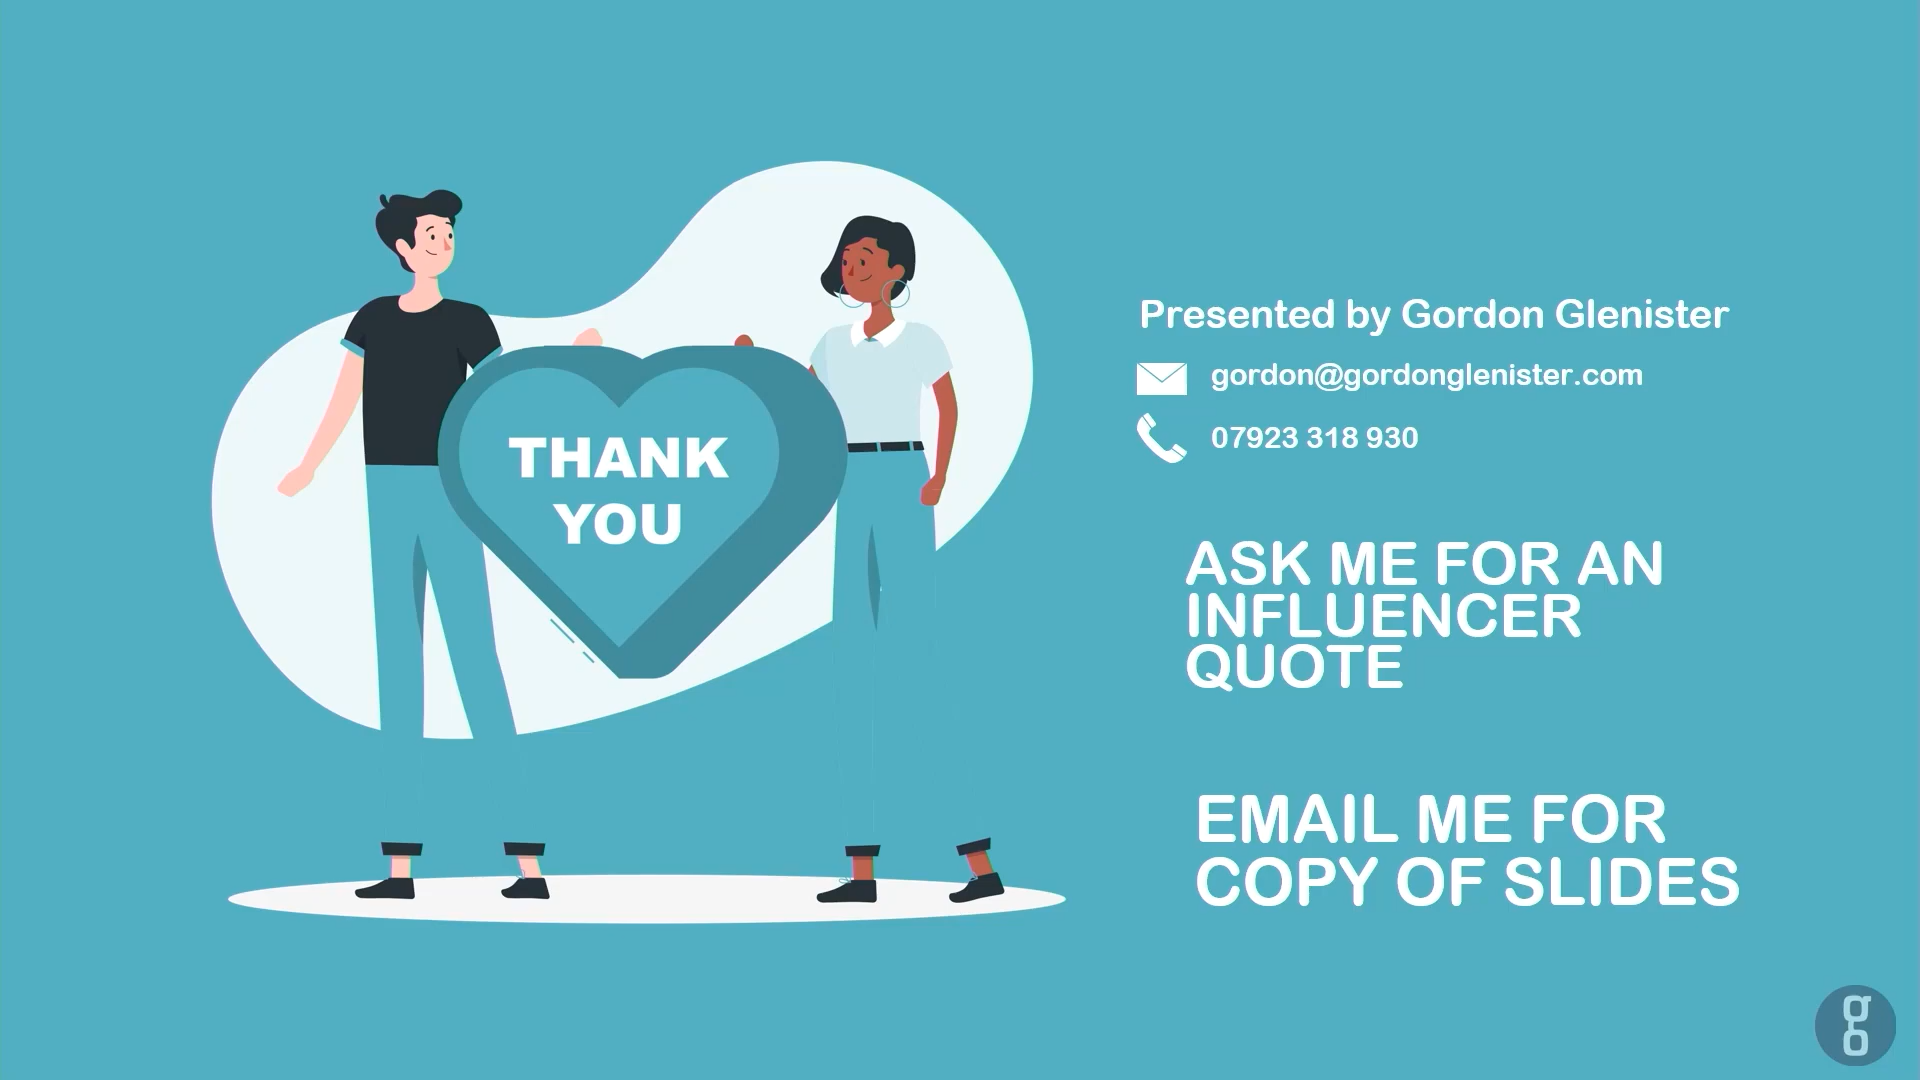 THANK
YOU
Presented by Gordon Glenister
gordon@gordonglenister.com
07923 318 930
ASK ME FOR AN
INFLUENCER
QUOTE
EMAIL ME FOR
COPY OF SLIDES
g
o